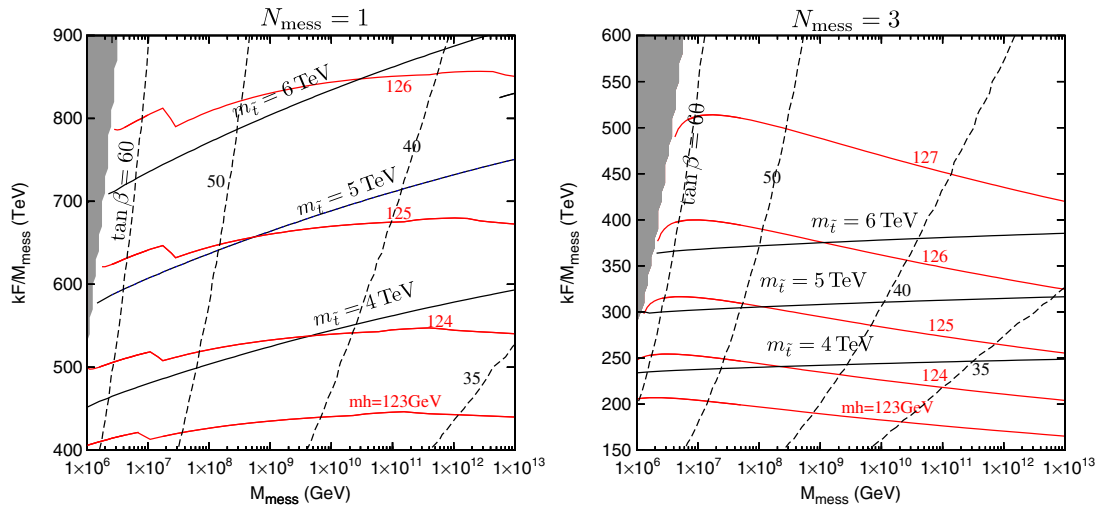 N_mess = 1
900
800
700
600
500
400
kF/M_mess (TeV)
tan β = 60
50
40
35
m_t̃ = 6 TeV
126
m_t̃ = 5 TeV
125
m_t̃ = 4 TeV
124
mh=123GeV
1×10^6 1×10^7 1×10^8 1×10^9 1×10^10 1×10^11 1×10^12 1×10^13
M_mess (GeV)
N_mess = 3
600
550
500
450
400
350
300
250
200
150
kF/M_mess (TeV)
tan β = 60
50
40
35
127
m_t̃ = 6 TeV
126
m_t̃ = 5 TeV
125
m_t̃ = 4 TeV
124
mh=123GeV
1×10^6 1×10^7 1×10^8 1×10^9 1×10^10 1×10^11 1×10^12 1×10^13
M_mess (GeV)